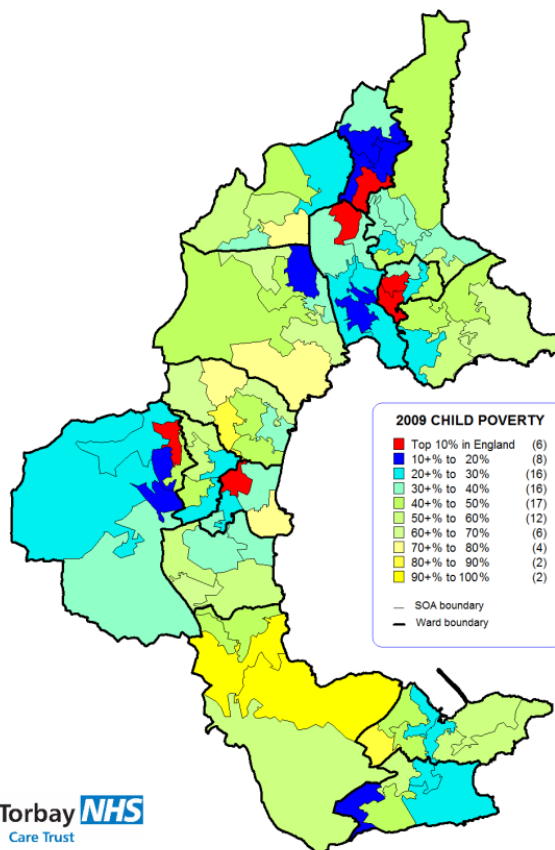 2009 CHILD POVERTY
Top 10% in England (6)
10+% to 20% (8)
20+% to 30% (16)
30+% to 40% (16)
40+% to 50% (17)
50+% to 60% (12)
60+% to 70% (6)
70+% to 80% (4)
80+% to 90% (2)
90+% to 100% (2)
SOA boundary
Ward boundary
Torbay NHS
Care Trust